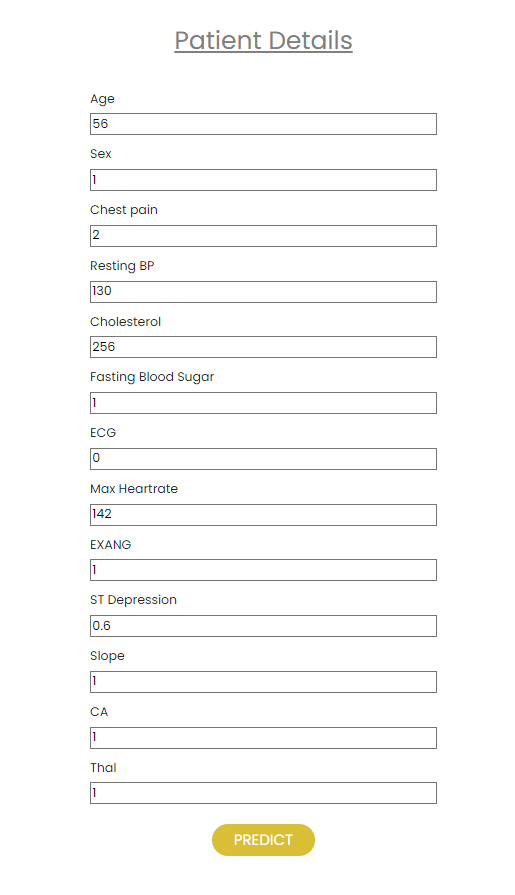 Patient Details
Age
56
Sex
1
Chest pain
2
Resting BP
130
Cholesterol
256
Fasting Blood Sugar
1
ECG
0
Max Heartrate
142
EXANG
1
ST Depression
0.6
Slope
1
CA
1
Thal
1
PREDICT